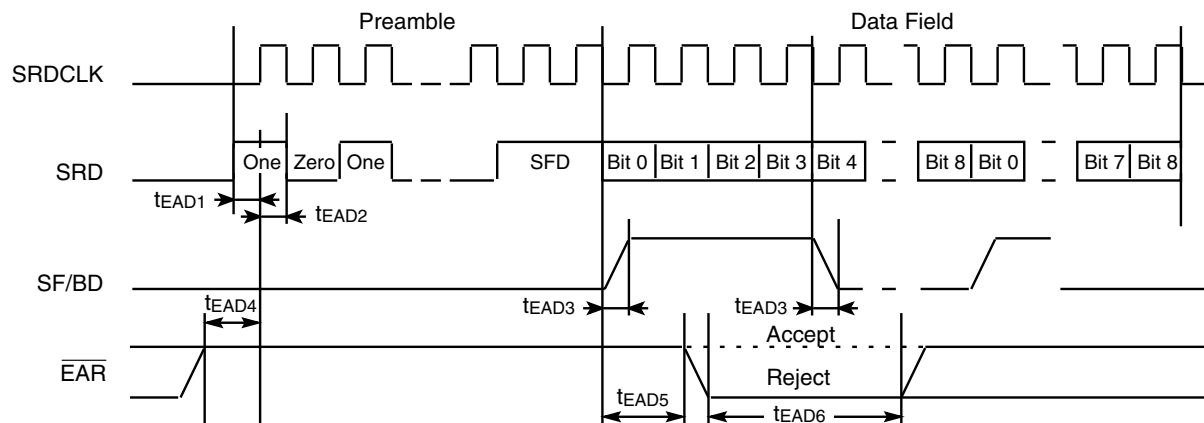 Preamble Data Field
SRDCLK
SRD One Zero One SFD Bit 0 Bit 1 Bit 2 Bit 3 Bit 4 Bit 8 Bit 0 Bit 7 Bit 8
tEAD1 tEAD2
SF/BD
tEAD4 tEAD3 tEAD3
EAR Accept
Reject
tEAD5 tEAD6